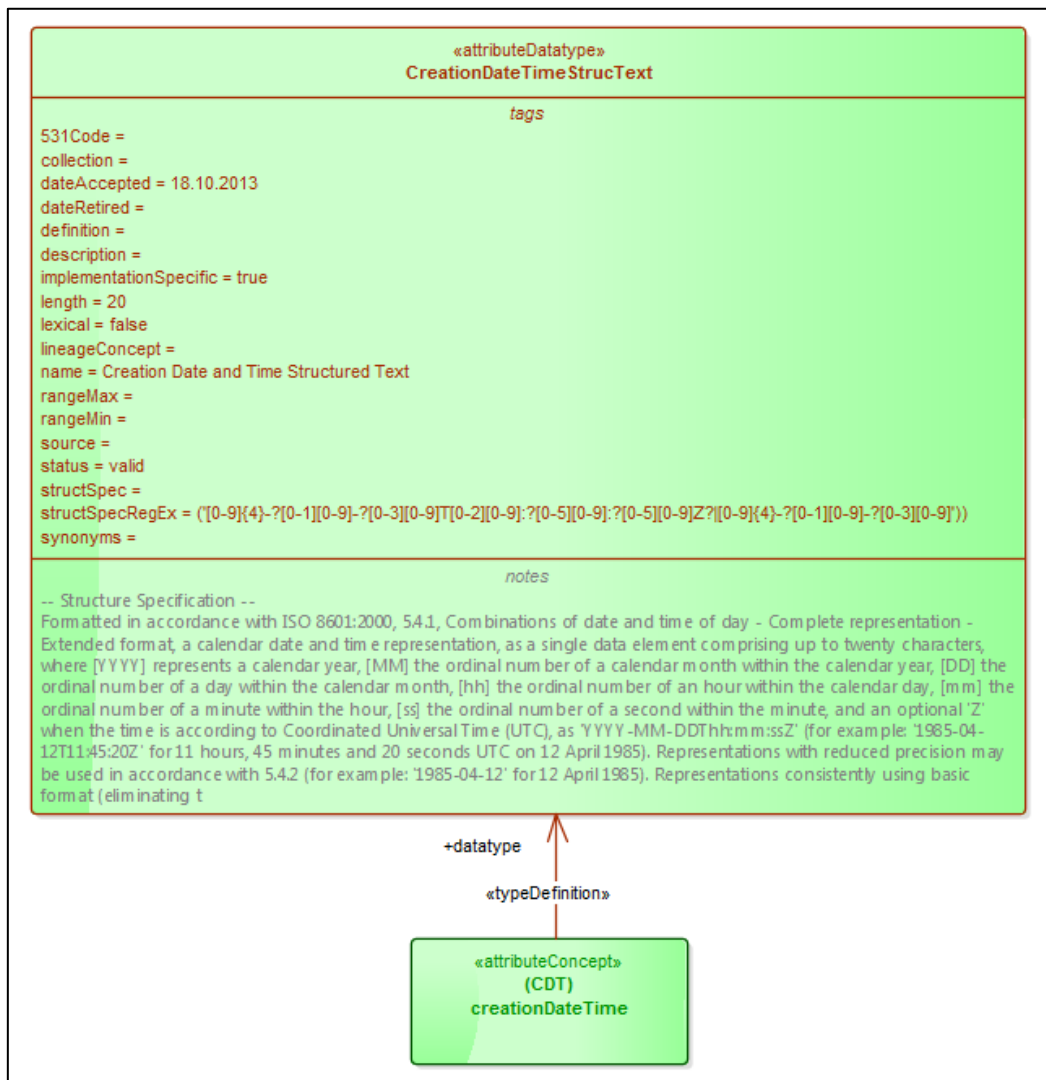 «attributeDatatype»
CreationDateTimeStrucText
tags
531Code =
collection =
dateAccepted = 18.10.2013
dateRetired =
definition =
description =
implementationSpecific = true
length = 20
lexical = false
lineageConcept =
name = Creation Date and Time Structured Text
rangeMax =
rangeMin =
source =
status = valid
structSpec =
structSpecRegEx = ('[0-9]{4}-?[0-1][0-9]-?[0-3][0-9]T[0-2][0-9]:?[0-5][0-9]:?[0-5][0-9]Z?|[0-9]{4}-?[0-1][0-9]-?[0-3][0-9]'))
synonyms =
notes
-- Structure Specification --
Formatted in accordance with ISO 8601:2000, 5.4.1, Combinations of date and time of day - Complete representation -
Extended format, a calendar date and time representation, as a single data element comprising up to twenty characters,
where [YYYY] represents a calendar year, [MM] the ordinal number of a calendar month within the calendar year, [DD] the
ordinal number of a day within the calendar month, [hh] the ordinal number of an hour within the calendar day, [mm] the
ordinal number of a minute within the hour, [ss] the ordinal number of a second within the minute, and an optional 'Z'
when the time is according to Coordinated Universal Time (UTC), as 'YYYY-MM-DDThh:mm:ssZ' (for example: '1985-04-
12T11:45:20Z' for 11 hours, 45 minutes and 20 seconds UTC on 12 April 1985). Representations with reduced precision may
be used in accordance with 5.4.2 (for example: '1985-04-12' for 12 April 1985). Representations consistently using basic
format (eliminating t
+datatype
«typeDefinition»
«attributeConcept»
(CDT)
creationDateTime